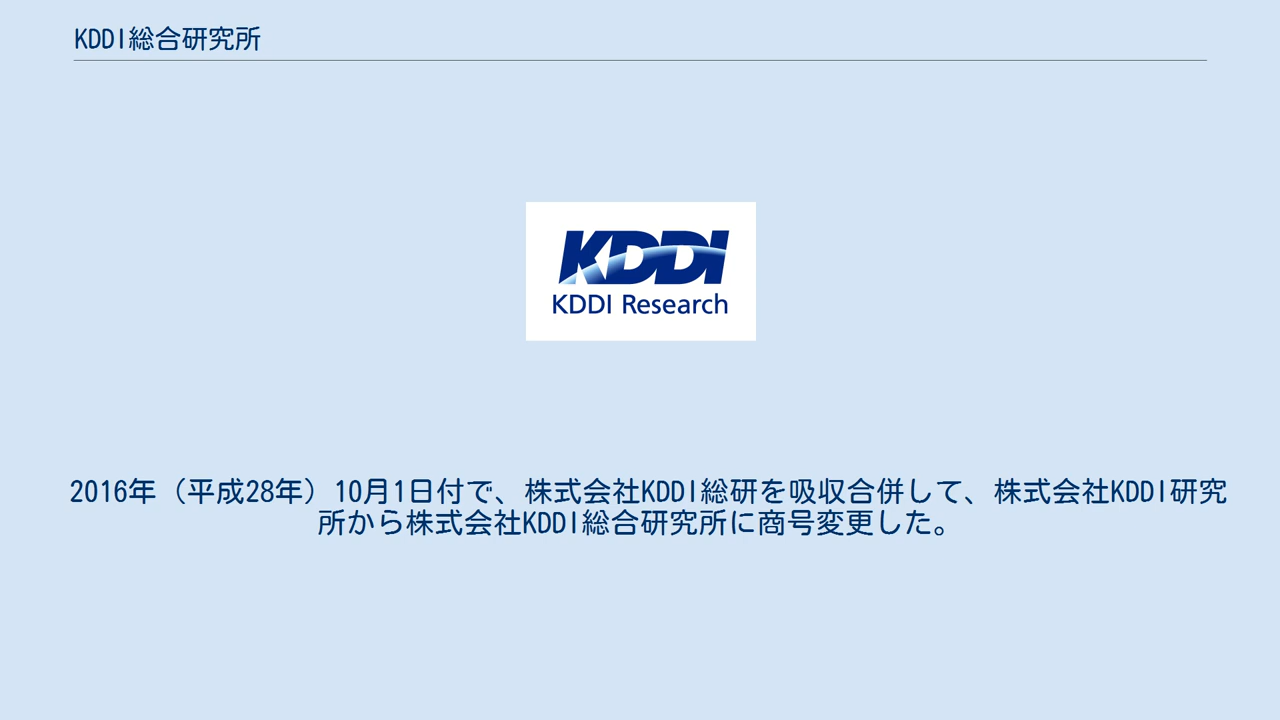 KDDI総合研究所
KDDI
KDDI Research
2016年（平成28年）10月1日付で、株式会社KDDI総研を吸収合併して、株式会社KDDI研究
所から株式会社KDDI総合研究所に商号変更した。